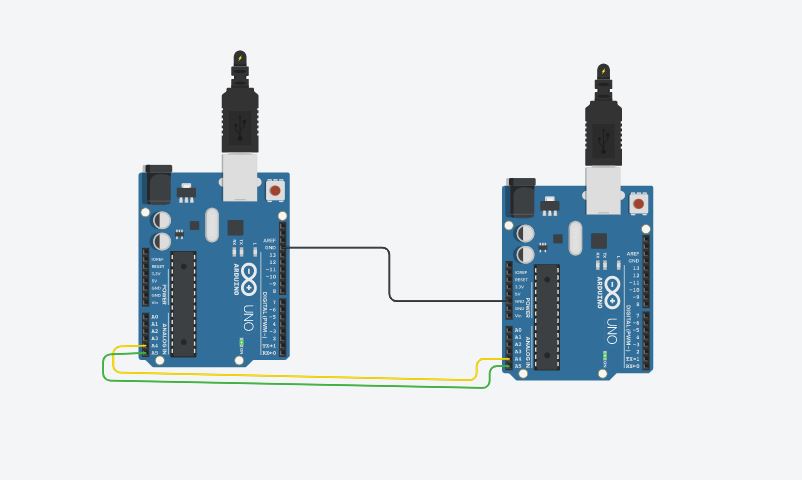 AREF
GND
13
12
~11
~10
~9
8
7
~6
~5
4
~3
2
TX→1
RX←0
IOREF
RESET
3.3V
5V
GND
GND
Vin
POWER
A0
A1
A2
A3
A4
A5
ANALOG IN
RX
TX
L
ARDUINO
UNO
DIGITAL (PWM~)
ON
AREF
GND
13
12
~11
~10
~9
8
7
~6
~5
4
~3
2
TX→1
RX←0
IOREF
RESET
3.3V
5V
GND
GND
Vin
POWER
A0
A1
A2
A3
A4
A5
ANALOG IN
RX
TX
L
ARDUINO
UNO
DIGITAL (PWM~)
ON